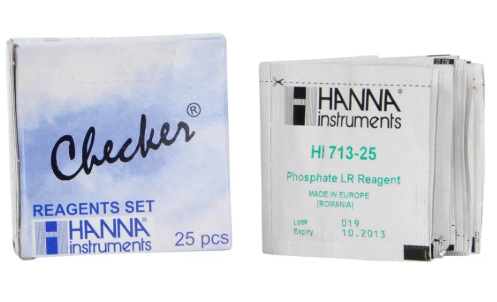 Checker®
REAGENTS SET
HANNA
instruments
25 pcs
HANNA®
instruments
HI 713-25
Phosphate LR Reagent
MADE IN EUROPE
(ROMANIA)
Lot# 019
Expiry 10.2013